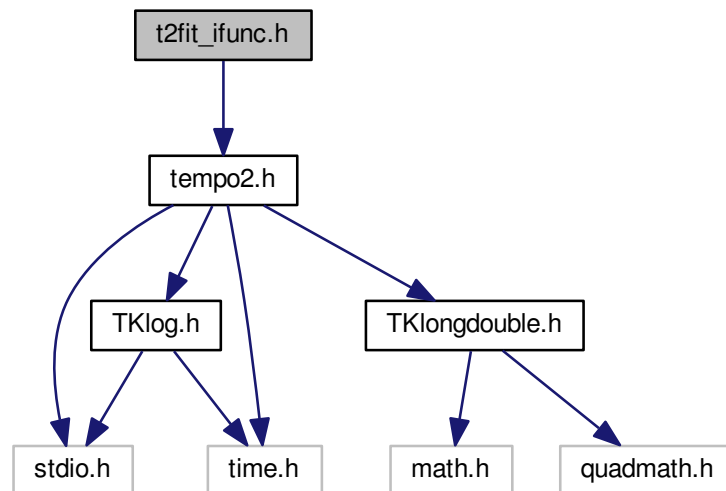 t2fit_ifunc.h
tempo2.h
TKlog.h
TKlongdouble.h
stdio.h
time.h
math.h
quadmath.h